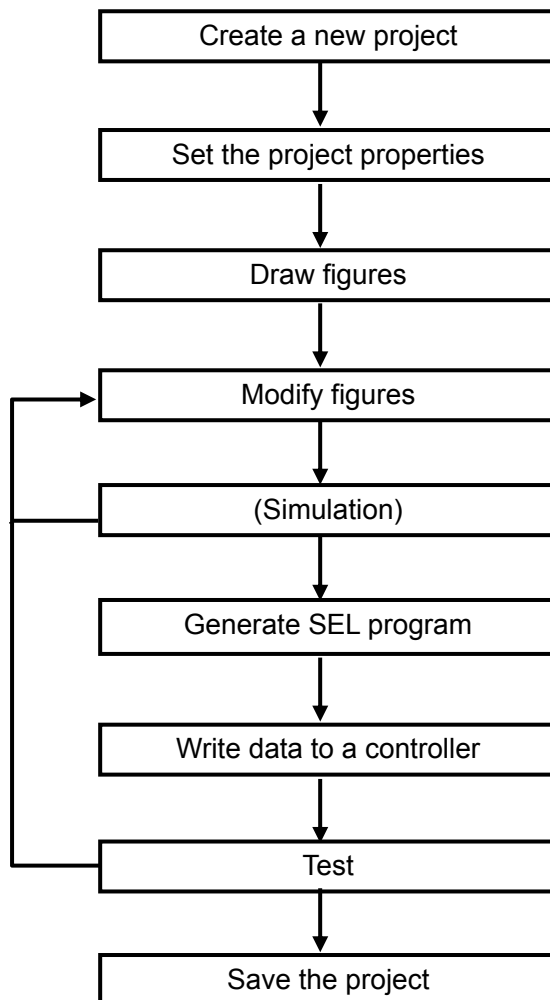 Create a new project
Set the project properties
Draw figures
Modify figures
(Simulation)
Generate SEL program
Write data to a controller
Test
Save the project